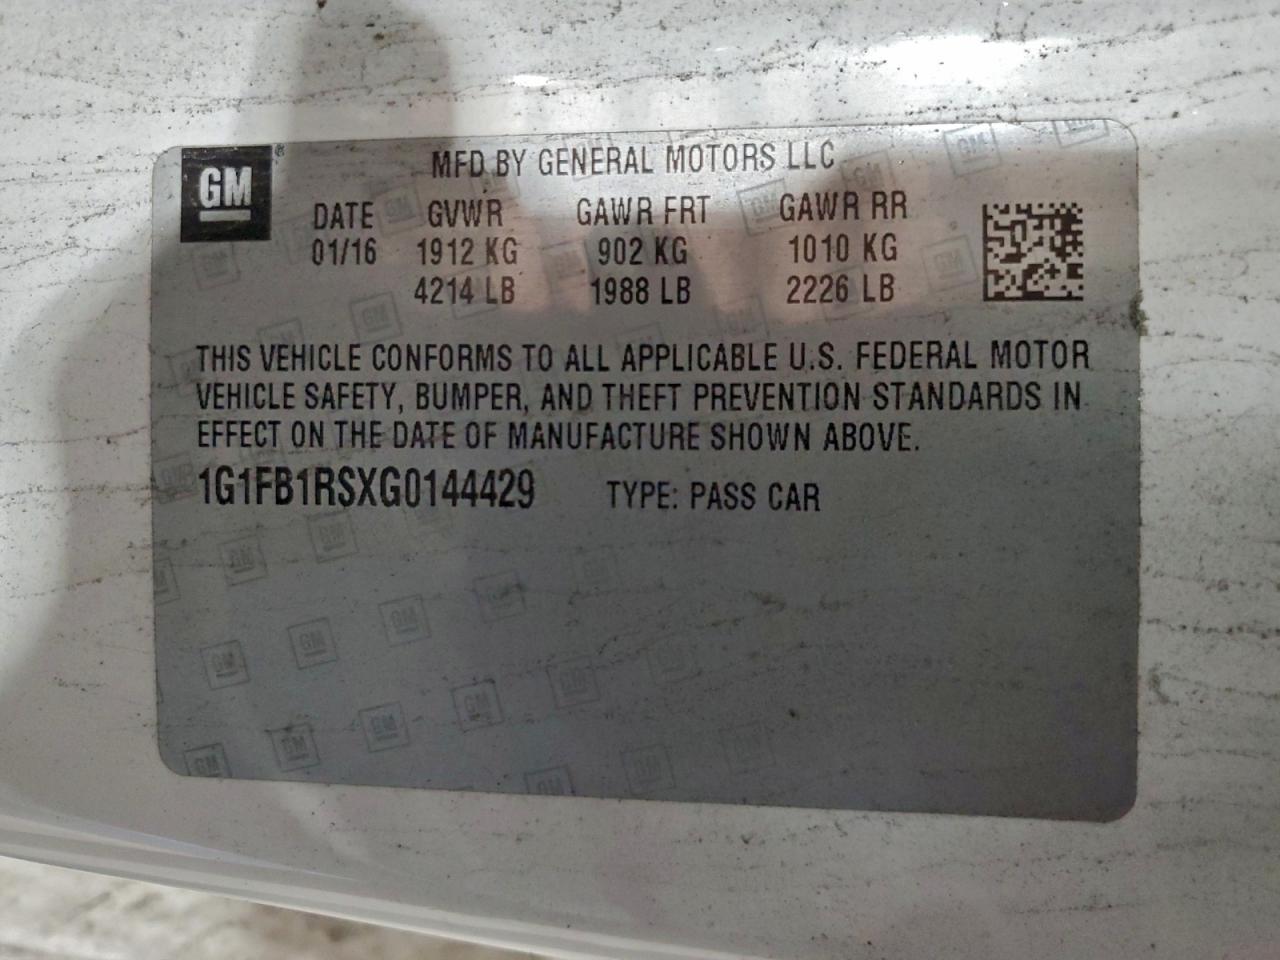 GM
MFD BY GENERAL MOTORS LLC
DATE GVWR GAWR FRT GAWR RR
01/16 1912 KG 902 KG 1010 KG
4214 LB 1988 LB 2226 LB
THIS VEHICLE CONFORMS TO ALL APPLICABLE U.S. FEDERAL MOTOR
VEHICLE SAFETY, BUMPER, AND THEFT PREVENTION STANDARDS IN
EFFECT ON THE DATE OF MANUFACTURE SHOWN ABOVE.
1G1FB1RSXG0144429 TYPE: PASS CAR